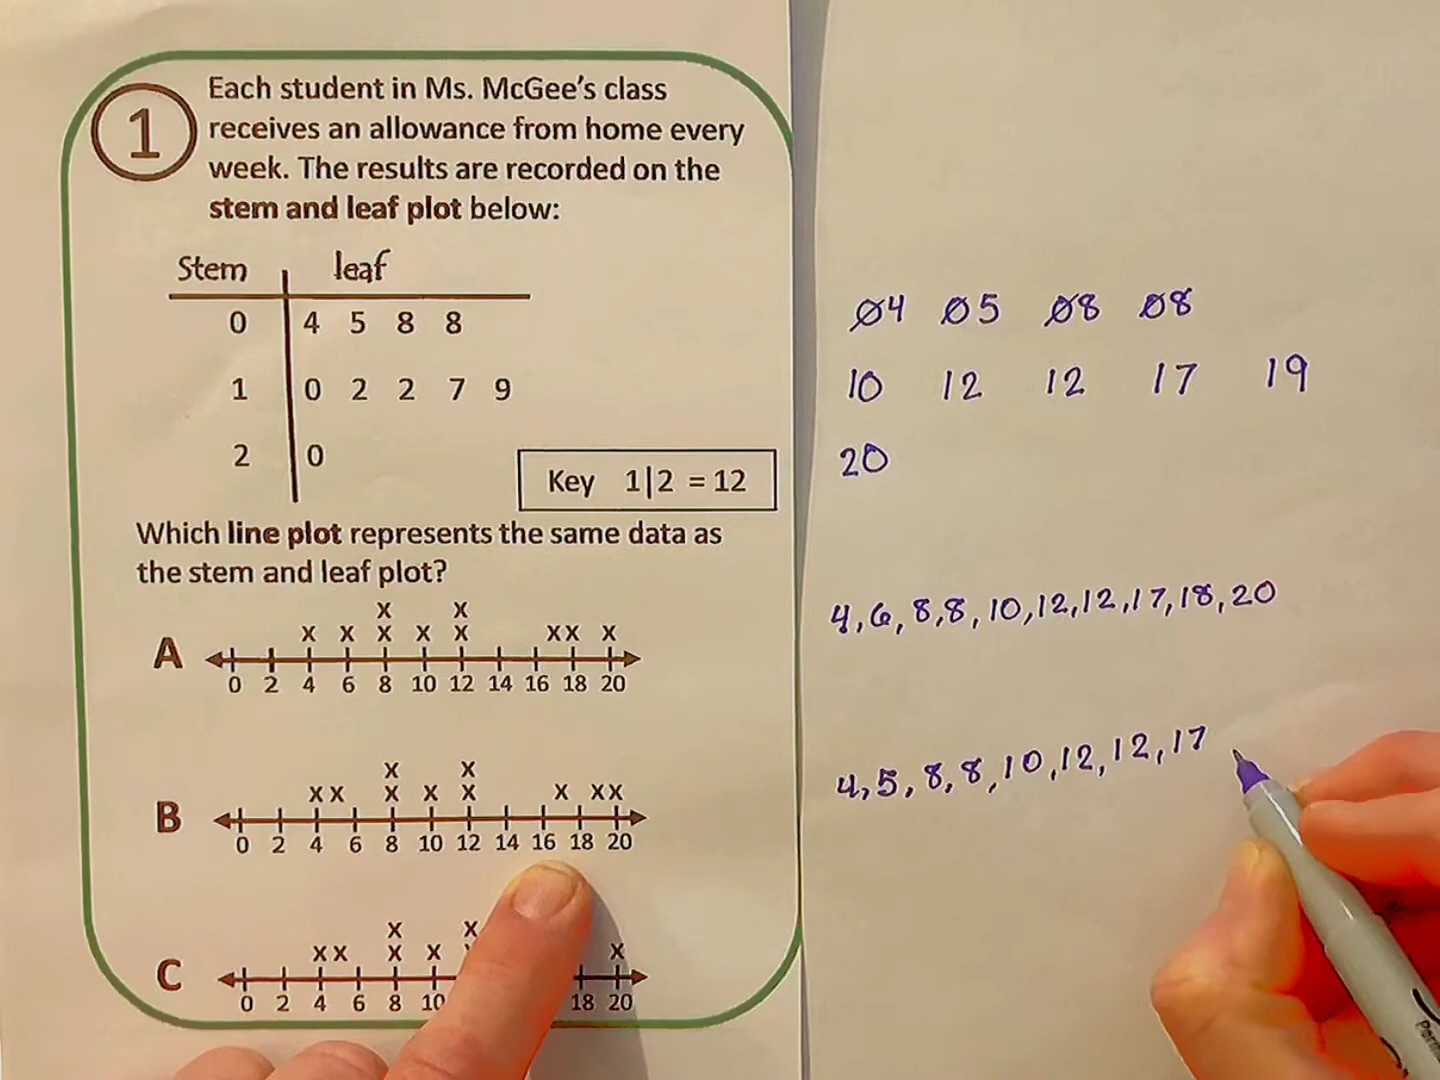 1
Each student in Ms. McGee's class
receives an allowance from home every
week. The results are recorded on the
stem and leaf plot below:
Stem leaf
0 4 5 8 8
1 0 2 2 7 9
2 0
Key 1|2 = 12
Which line plot represents the same data as
the stem and leaf plot?
X X
A X X X X X XX X
0 2 4 6 8 10 12 14 16 18 20
X X
B XX X X X X XX
0 2 4 6 8 10 12 14 16 18 20
X X
C XX X X X
0 2 4 6 8 10 18 20
04 05 08 08
10 12 12 17 19
20
4, 6, 8, 8, 10, 12, 12, 17, 18, 20
4, 5, 8, 8, 10, 12, 12, 17